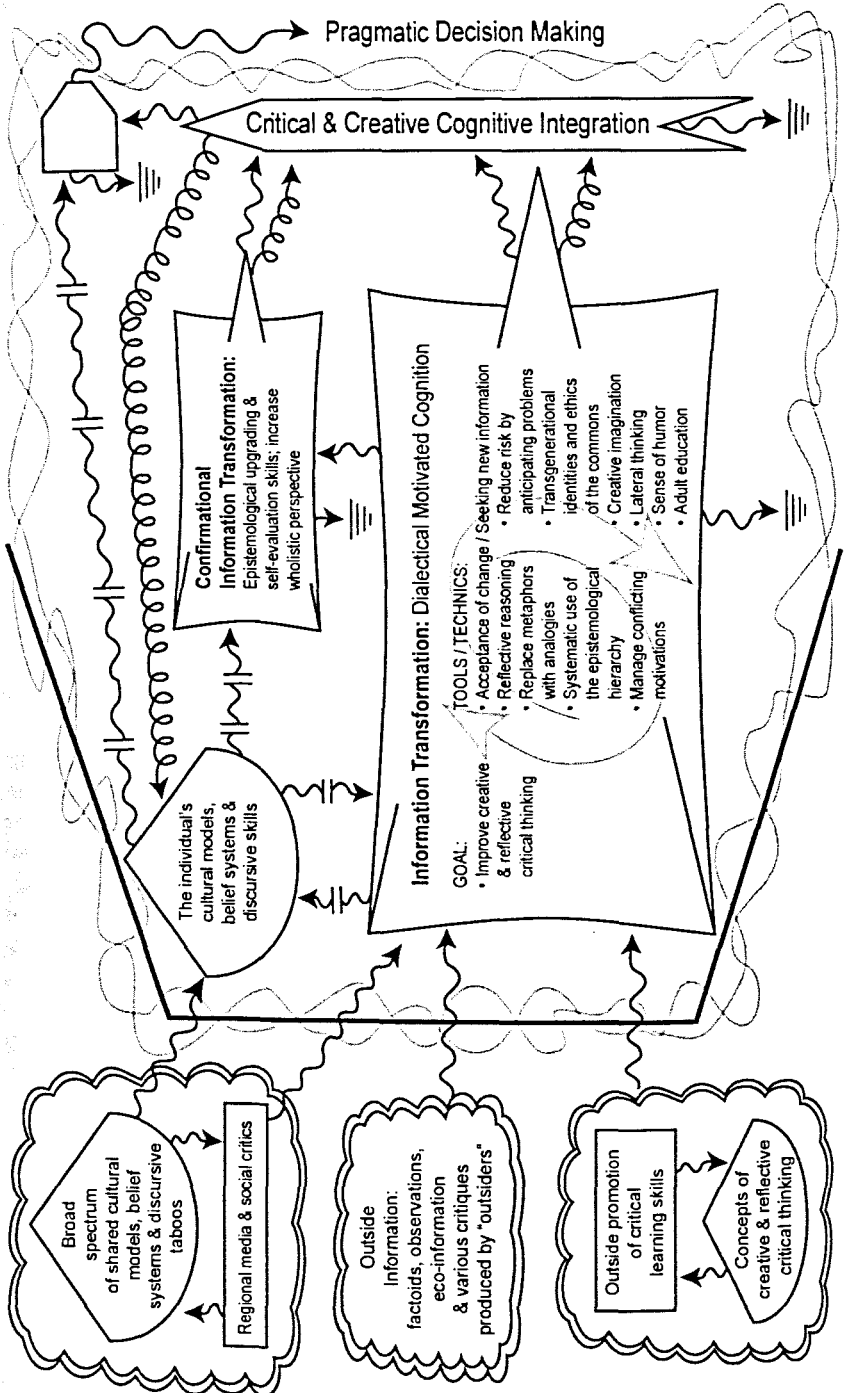 Broad
spectrum
of shared cultural
models, belief
systems & discursive
taboos
Regional media & social critics
Outside
Information:
factoids, observations,
eco-information
& various critiques
produced by "outsiders"
Outside promotion
of critical
learning skills
Concepts of
creative & reflective
critical thinking
The individual's
cultural models,
belief systems &
discursive skills
Confirmational
Information Transformation:
Epistemological upgrading &
self-evaluation skills; increase
wholistic perspective
Information Transformation: Dialectical Motivated Cognition
GOAL:
• Improve creative
& reflective
critical thinking
TOOLS / TECHNICS:
• Acceptance of change / Seeking new information
• Reflective reasoning
• Replace metaphors
with analogies
• Systematic use of
the epistemological
hierarchy
• Manage conflicting
motivations
• Reduce risk by
anticipating problems
• Transgenerational
identities and ethics
of the commons
• Creative imagination
• Lateral thinking
• Sense of humor
• Adult education
Critical & Creative Cognitive Integration
Pragmatic Decision Making